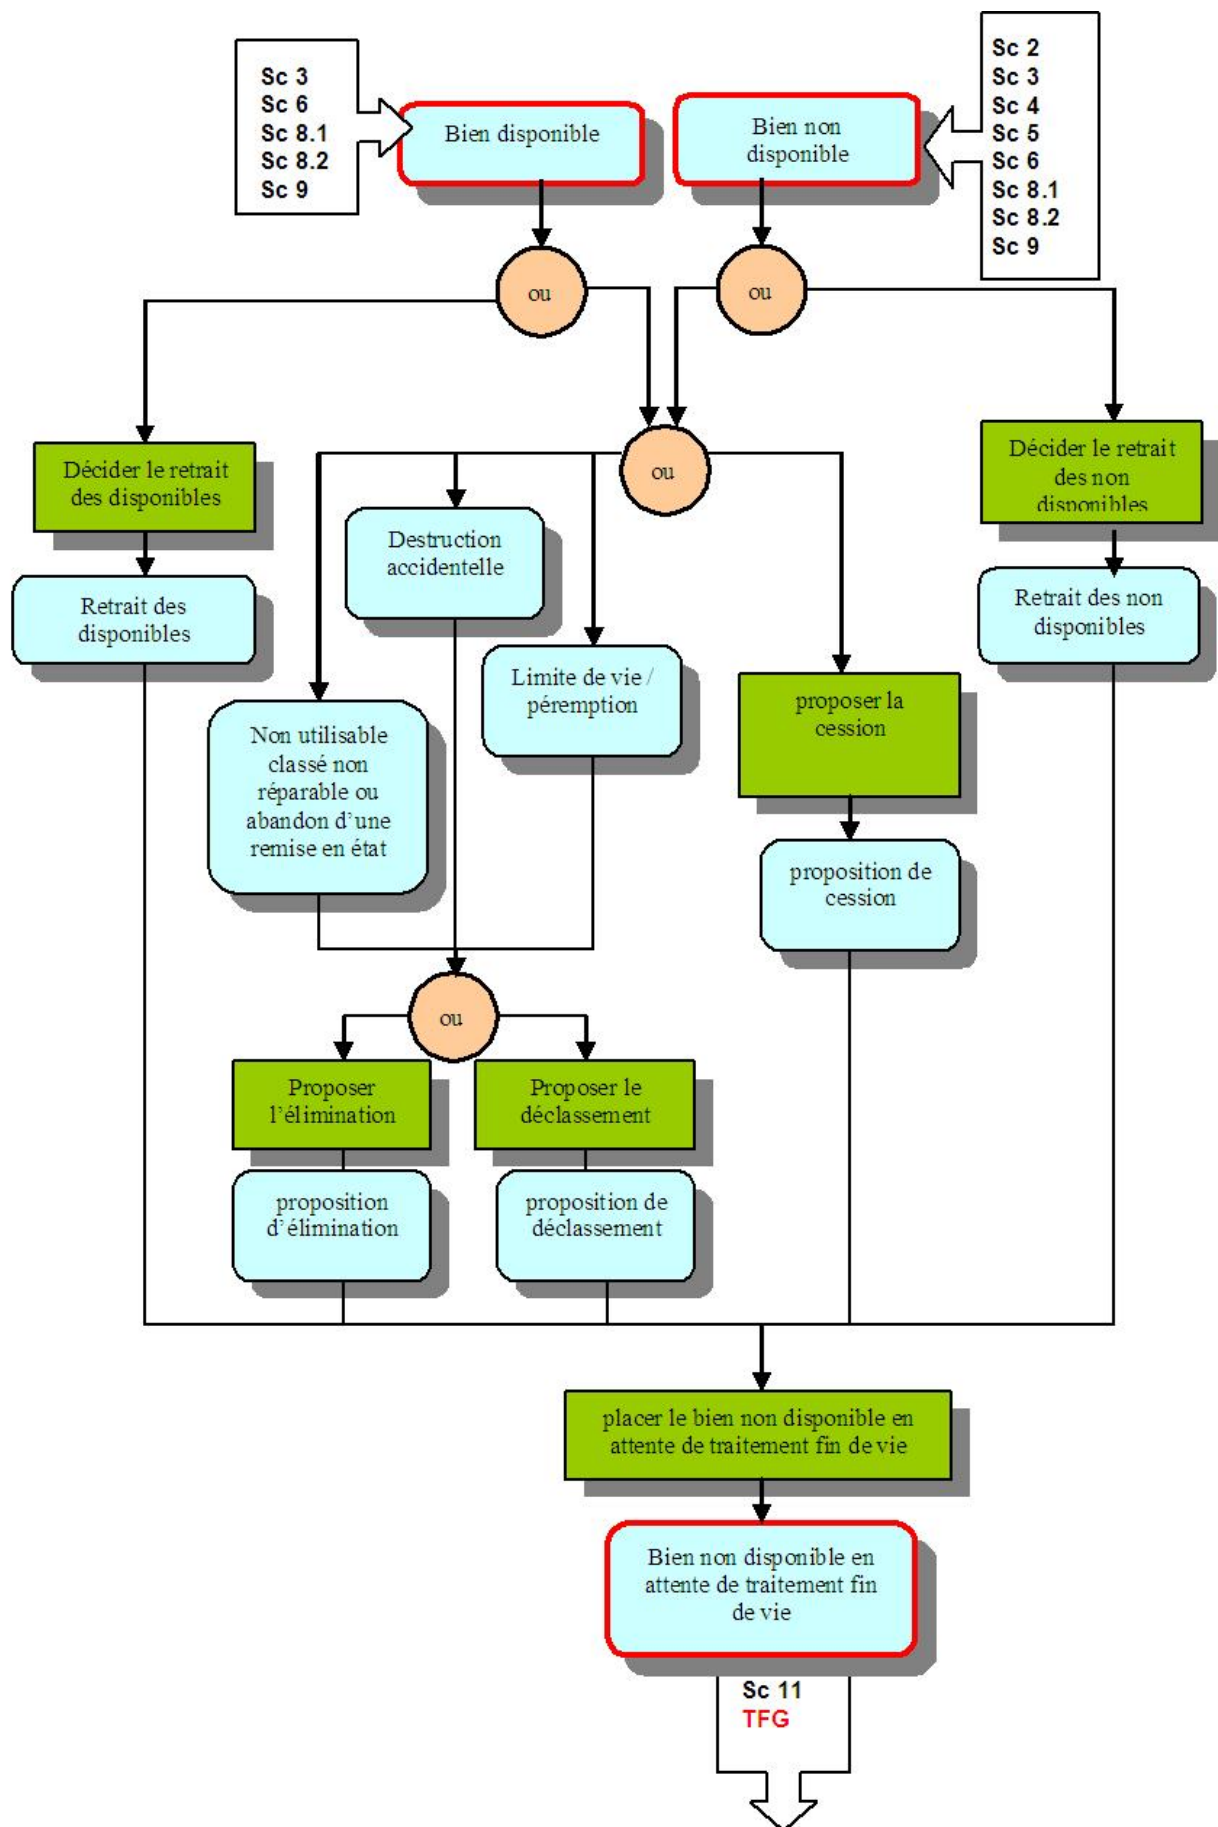 Sc 3
Sc 6
Sc 8.1
Sc 8.2
Sc 9
Bien disponible
Bien non
disponible
Sc 2
Sc 3
Sc 4
Sc 5
Sc 6
Sc 8.1
Sc 8.2
Sc 9
ou
ou
Décider le retrait
des disponibles
ou
Décider le retrait
des non
disponibles
Retrait des
disponibles
Destruction
accidentelle
Retrait des non
disponibles
Limite de vie /
péremption
Non utilisable
classé non
réparable ou
abandon d'une
remise en état
proposer la
cession
proposition de
cession
ou
Proposer
l'élimination
Proposer le
déclassement
proposition
d'élimination
proposition de
déclassement
placer le bien non disponible en
attente de traitement fin de vie
Bien non disponible en
attente de traitement fin
de vie
Sc 11
TFG